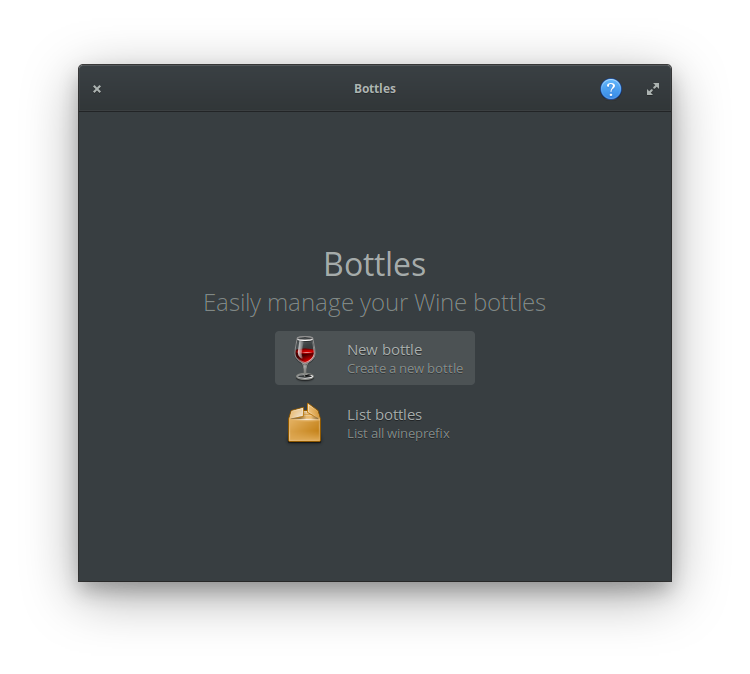 Bottles
?
Bottles
Easily manage your Wine bottles
New bottle
Create a new bottle
List bottles
List all wineprefix